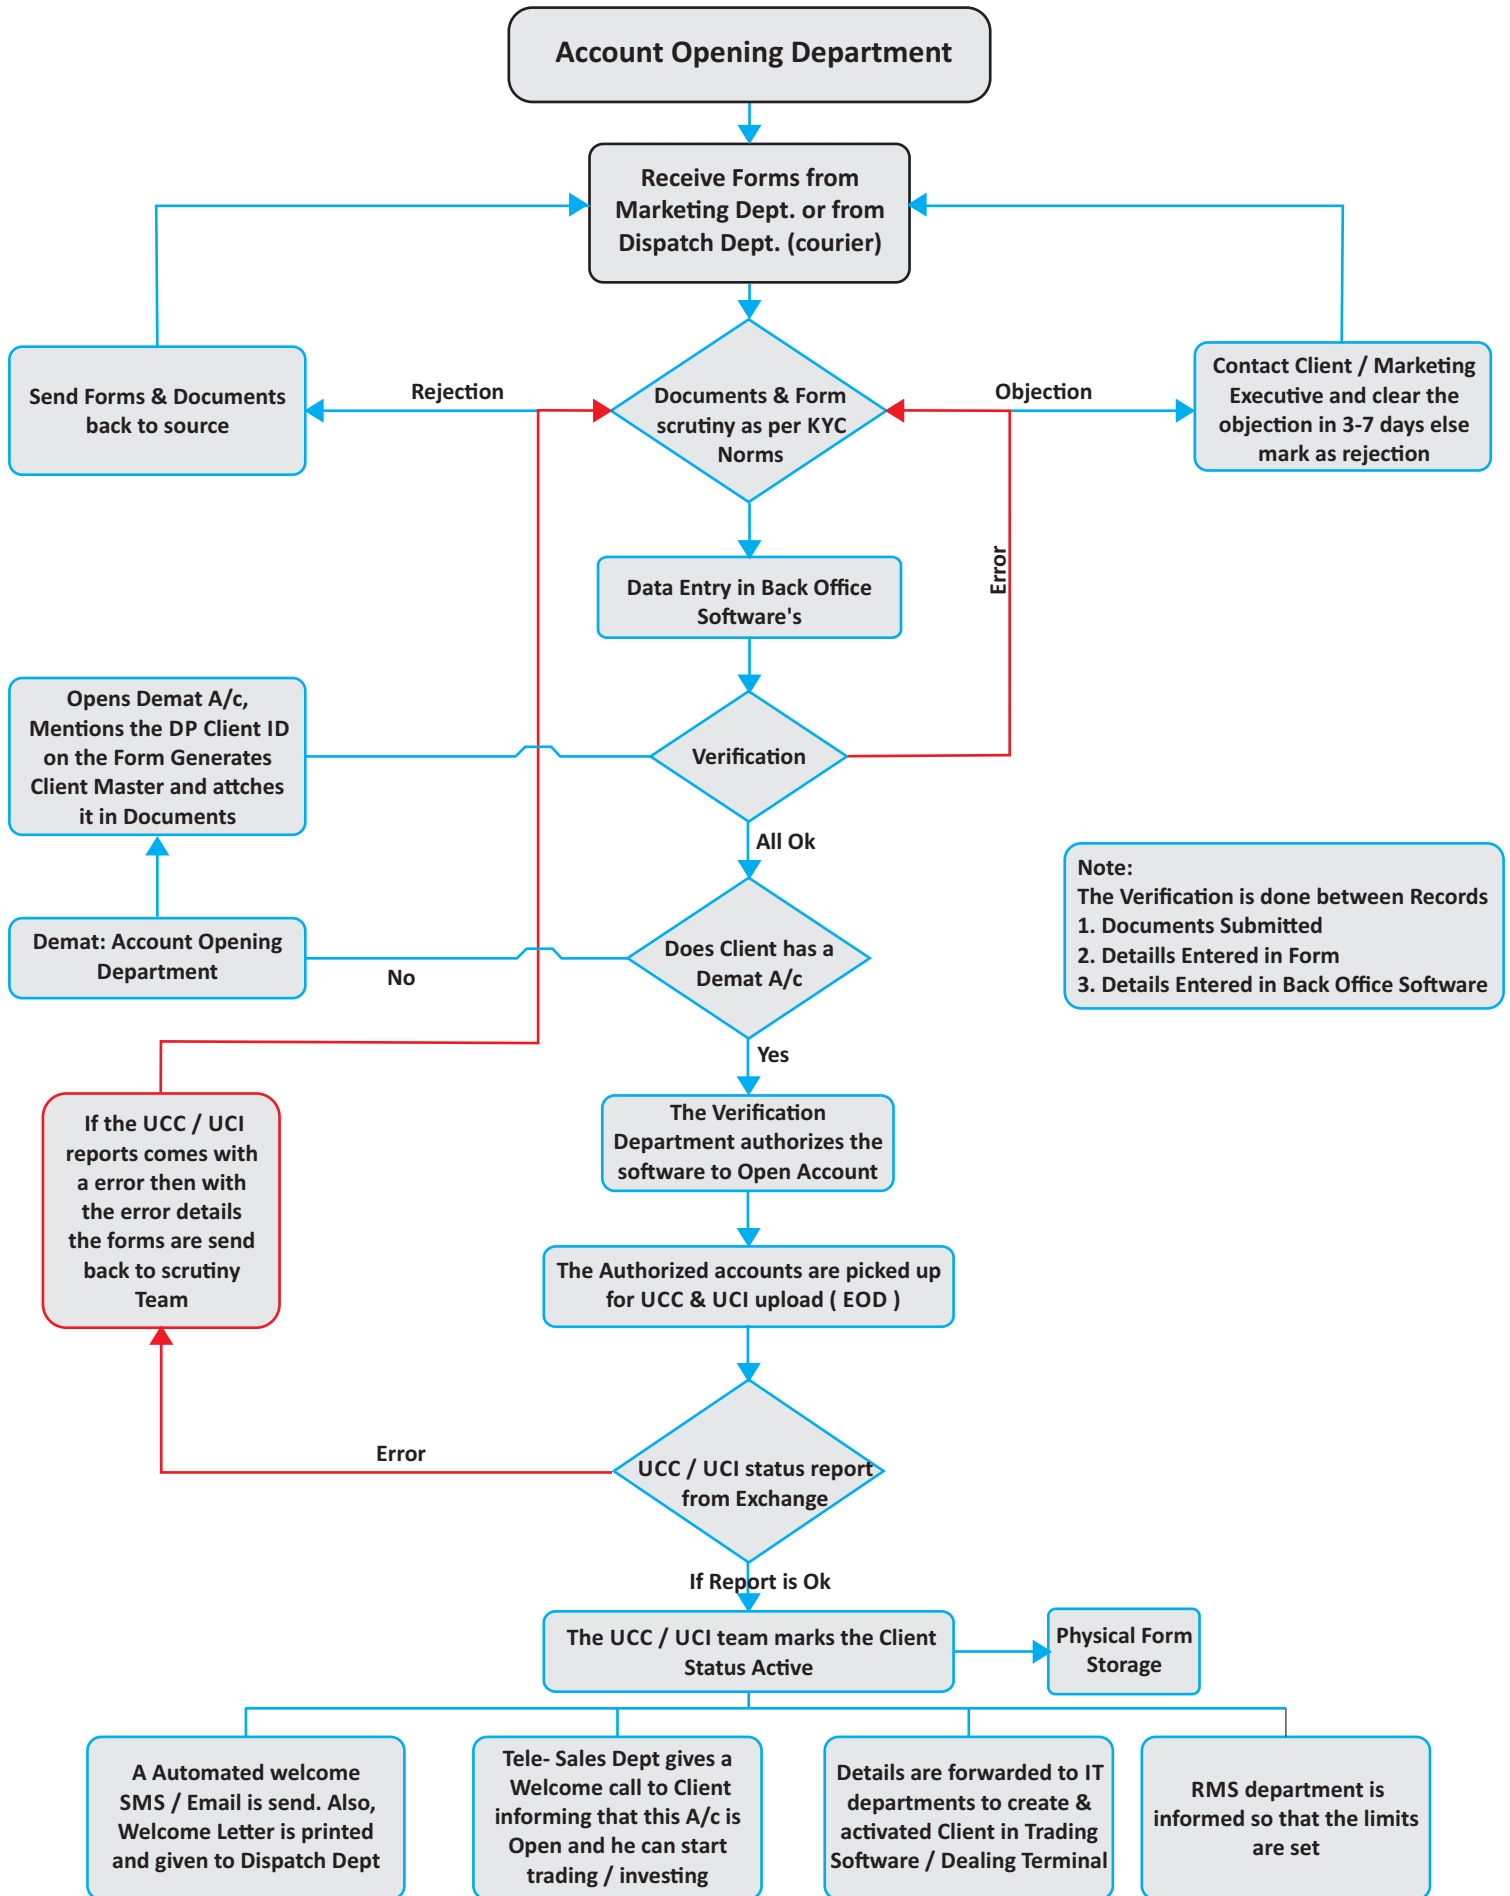 Account Opening Department
Receive Forms from
Marketing Dept. or from
Dispatch Dept. (courier)
Send Forms & Documents
back to source
Rejection
Documents & Form
scrutiny as per KYC
Norms
Objection
Contact Client / Marketing
Executive and clear the
objection in 3-7 days else
mark as rejection
Data Entry in Back Office
Software's
Error
Opens Demat A/c,
Mentions the DP Client ID
on the Form Generates
Client Master and attches
it in Documents
Verification
All Ok
Note:
The Verification is done between Records
1. Documents Submitted
2. Detaills Entered in Form
3. Details Entered in Back Office Software
Demat: Account Opening
Department
No
Does Client has a
Demat A/c
Yes
If the UCC / UCI
reports comes with
a error then with
the error details
the forms are send
back to scrutiny
Team
The Verification
Department authorizes the
software to Open Account
The Authorized accounts are picked up
for UCC & UCI upload ( EOD )
Error
UCC / UCI status report
from Exchange
If Report is Ok
The UCC / UCI team marks the Client
Status Active
Physical Form
Storage
A Automated welcome
SMS / Email is send. Also,
Welcome Letter is printed
and given to Dispatch Dept
Tele- Sales Dept gives a
Welcome call to Client
informing that this A/c is
Open and he can start
trading / investing
Details are forwarded to IT
departments to create &
activated Client in Trading
Software / Dealing Terminal
RMS department is
informed so that the limits
are set